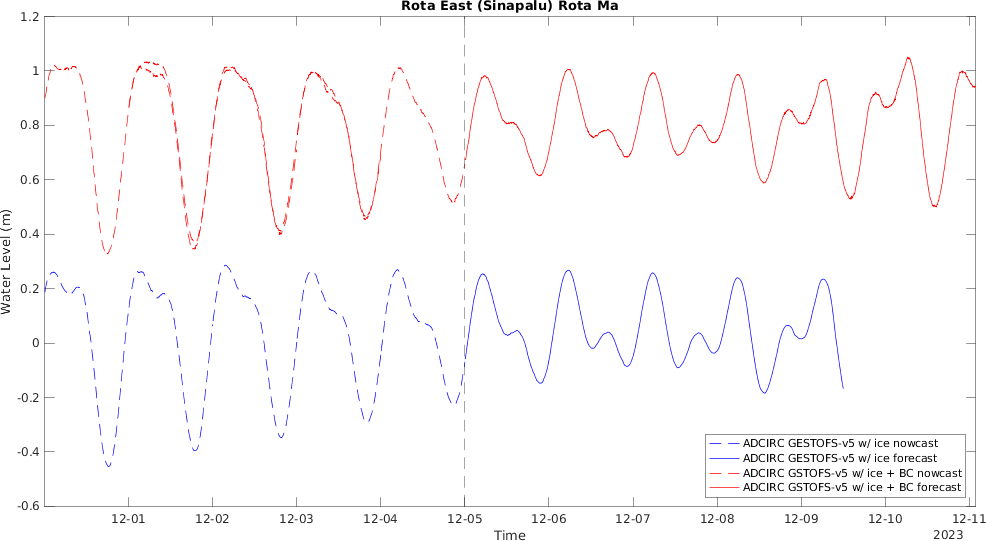 Rota East (Sinapalu) Rota Ma
1.2
1
0.8
0.6
0.4
0.2
0
-0.2
-0.4
-0.6
Water Level (m)
ADCIRC GESTOFS-v5 w/ ice nowcast
ADCIRC GESTOFS-v5 w/ ice forecast
ADCIRC GSTOFS-v5 w/ ice + BC nowcast
ADCIRC GSTOFS-v5 w/ ice + BC forecast
12-01 12-02 12-03 12-04 12-05 12-06 12-07 12-08 12-09 12-10 12-11
Time
2023